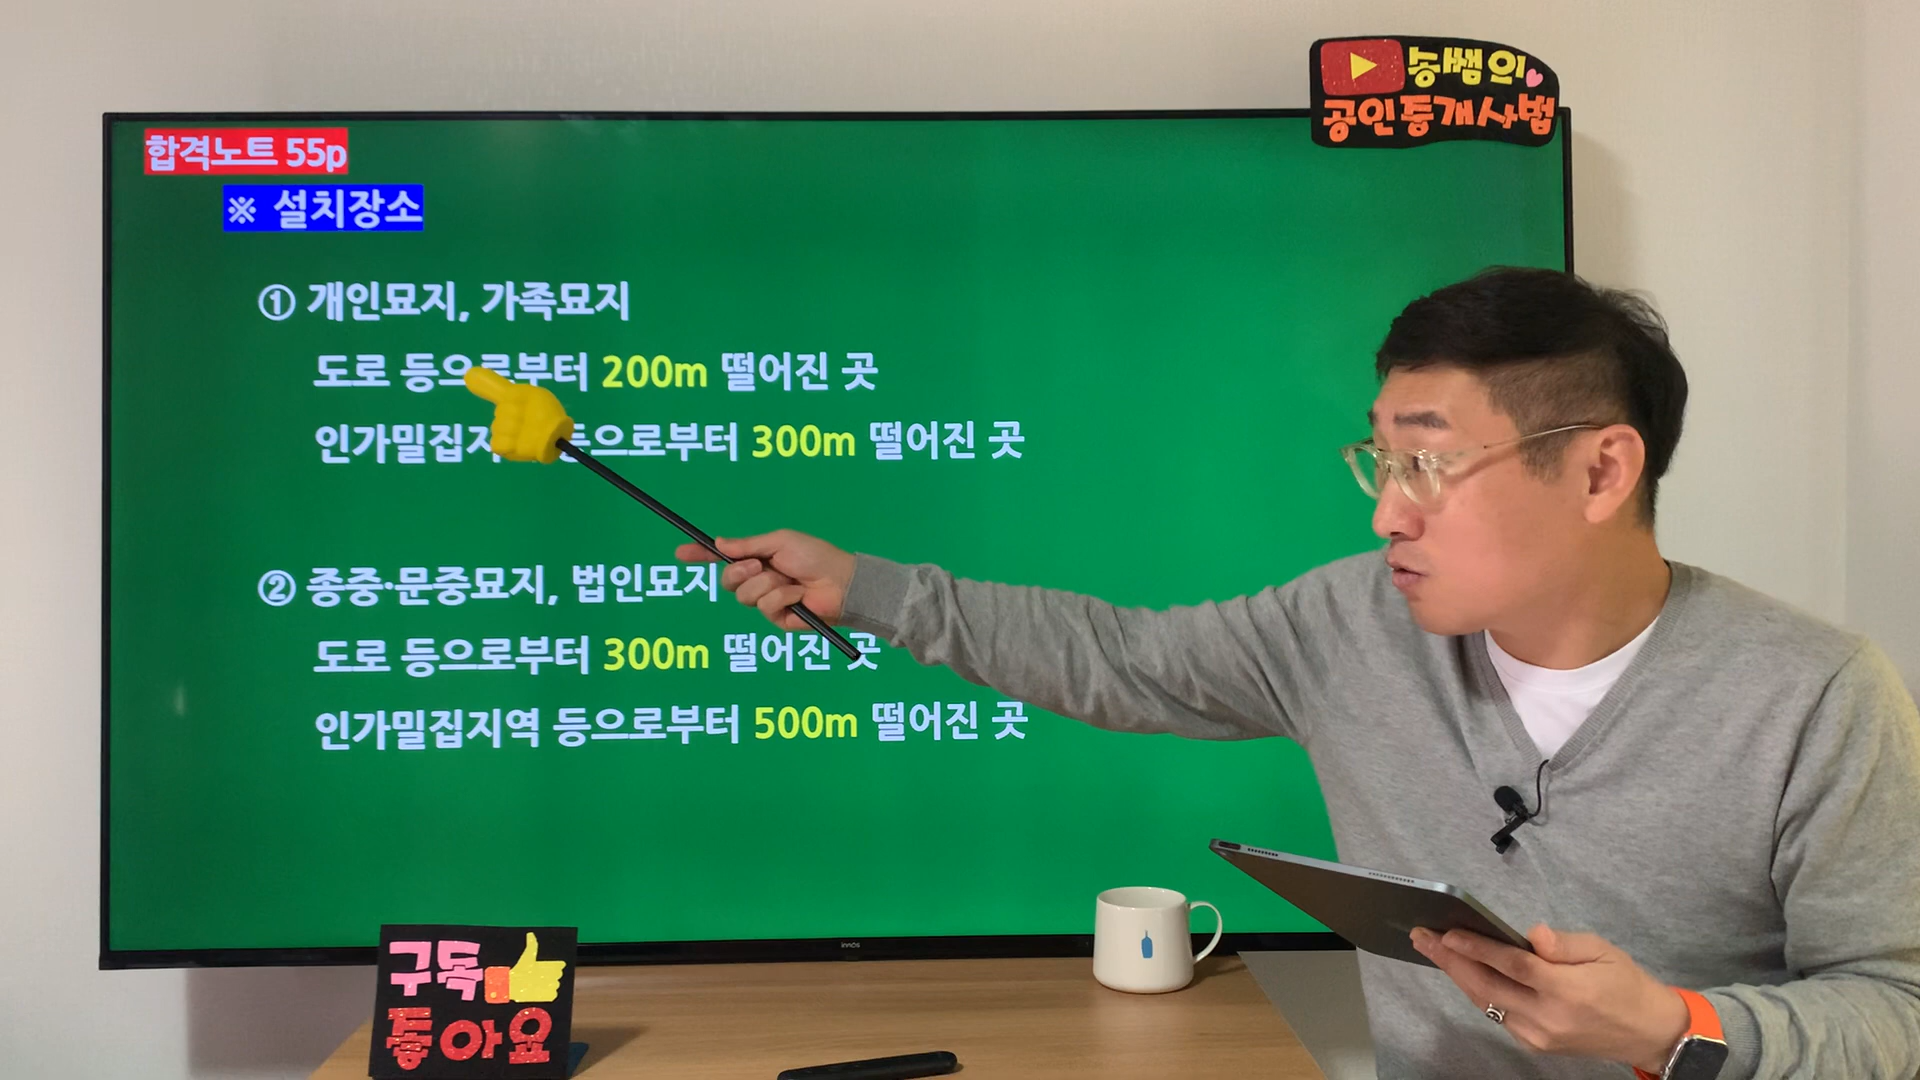 송쌤의
공인중개사법
합격노트 55p
※ 설치장소
① 개인묘지, 가족묘지
도로 등으로부터 200m 떨어진 곳
인가밀집지역 등으로부터 300m 떨어진 곳
② 종중·문중묘지, 법인묘지
도로 등으로부터 300m 떨어진 곳
인가밀집지역 등으로부터 500m 떨어진 곳
innos
구독
좋아요